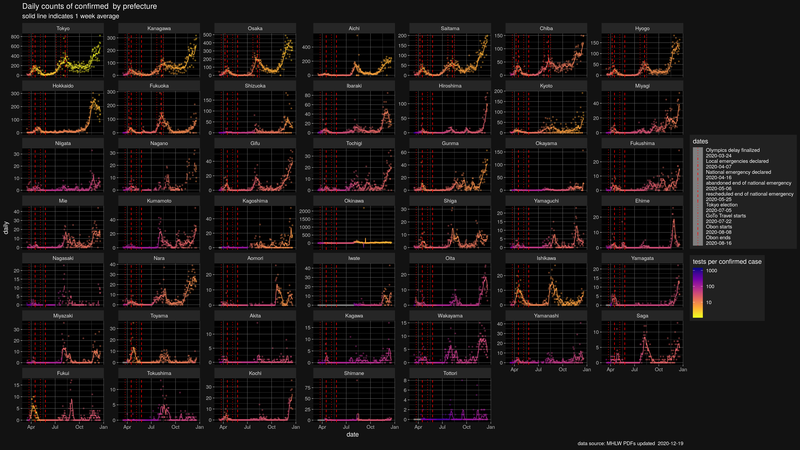 Daily counts of confirmed by prefecture
solid line indicates 1 week average
Tokyo Kanagawa Osaka Aichi Saitama Chiba Hyogo
Hokkaido Fukuoka Shizuoka Ibaraki Hiroshima Kyoto Miyagi
Niigata Nagano Gifu Tochigi Gunma Okayama Fukushima
Mie Kumamoto Kagoshima Okinawa Shiga Yamaguchi Ehime
Nagasaki Nara Aomori Iwate Oita Ishikawa Yamagata
Miyazaki Toyama Akita Kagawa Wakayama Yamanashi Saga
Fukui Tokushima Kochi Shimane Tottori
Apr Jul Oct Jan
daily
date
dates
Olympics delay finalized
2020-03-24
Local emergencies declared
2020-04-07
National emergency declared
2020-04-16
abandoned end of national emergency
2020-05-06
rescheduled end of national emergency
2020-05-25
Tokyo election
2020-07-05
GoTo Travel starts
2020-07-22
Obon starts
2020-08-08
Obon ends
2020-08-16
tests per confirmed case
1000
100
10
data source: MHLW PDFs updated 2020-12-19